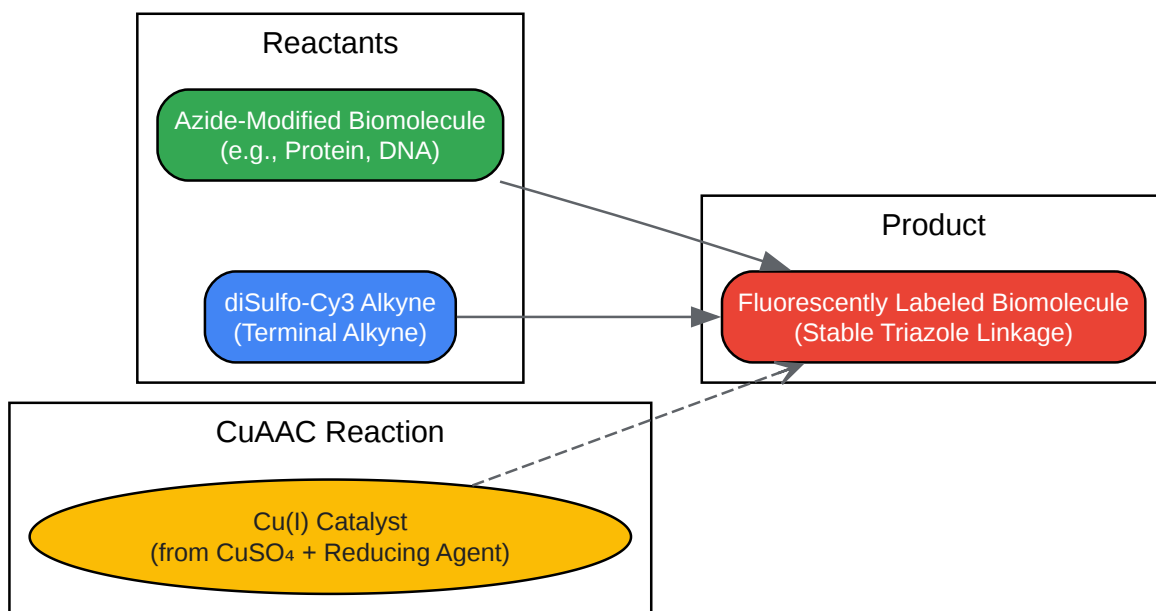 Reactants
Azide-Modified Biomolecule
(e.g., Protein, DNA)
diSulfo-Cy3 Alkyne
(Terminal Alkyne)
Product
Fluorescently Labeled Biomolecule
(Stable Triazole Linkage)
CuAAC Reaction
Cu(I) Catalyst
(from CuSO₄ + Reducing Agent)